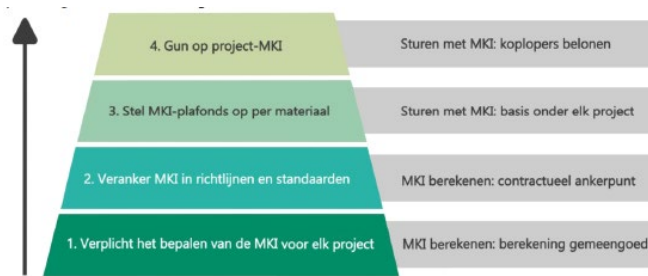 4. Gun op project-MKI
Sturen met MKI: koplopers belonen
3. Stel MKI-plafonds op per materiaal
Sturen met MKI: basis onder elk project
2. Veranker MKI in richtlijnen en standaarden
MKI berekenen: contractueel ankerpunt
1. Verplicht het bepalen van de MKI voor elk project
MKI berekenen: berekening gemeengoed